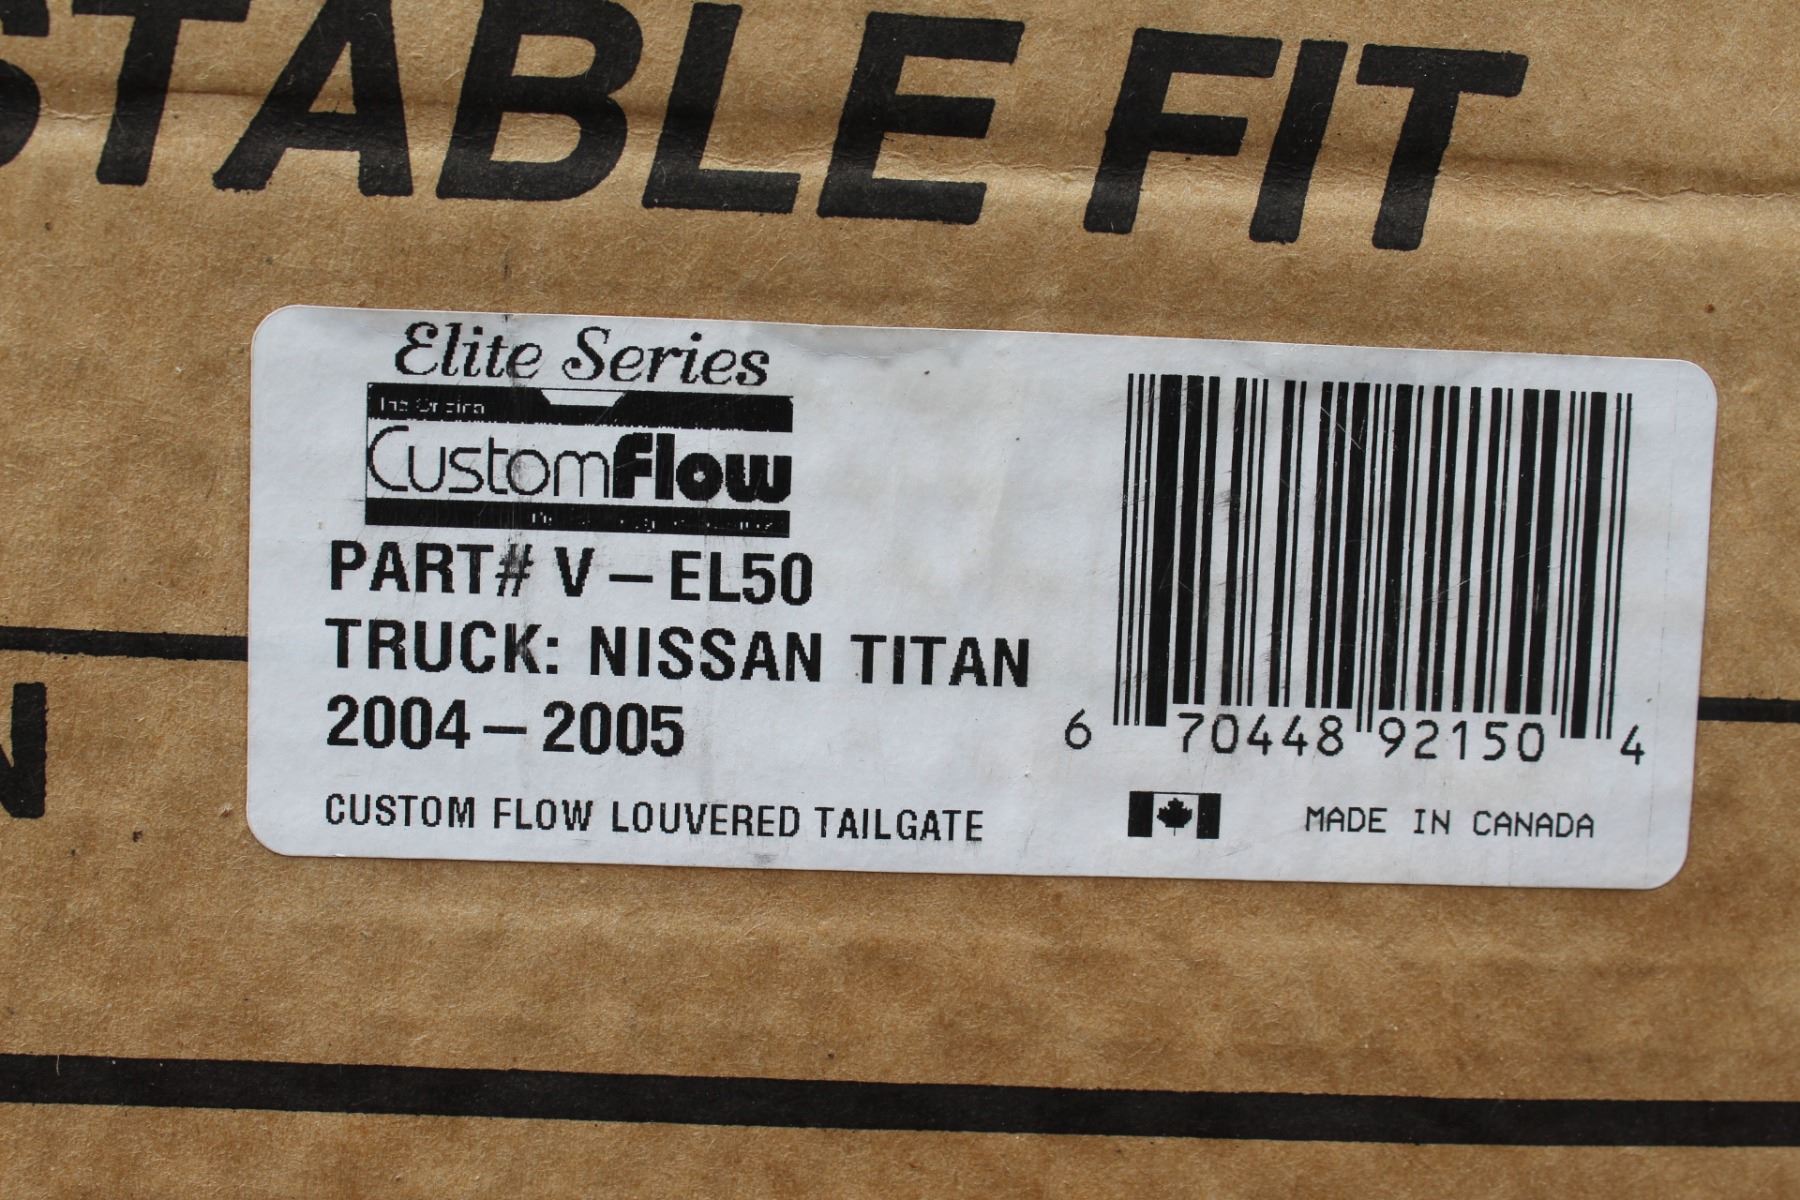 STABLE FIT
Elite Series
CustomFlow
PART# V-EL50
TRUCK: NISSAN TITAN
2004-2005
CUSTOM FLOW LOUVERED TAILGATE
6 70448 92150 4
MADE IN CANADA
N